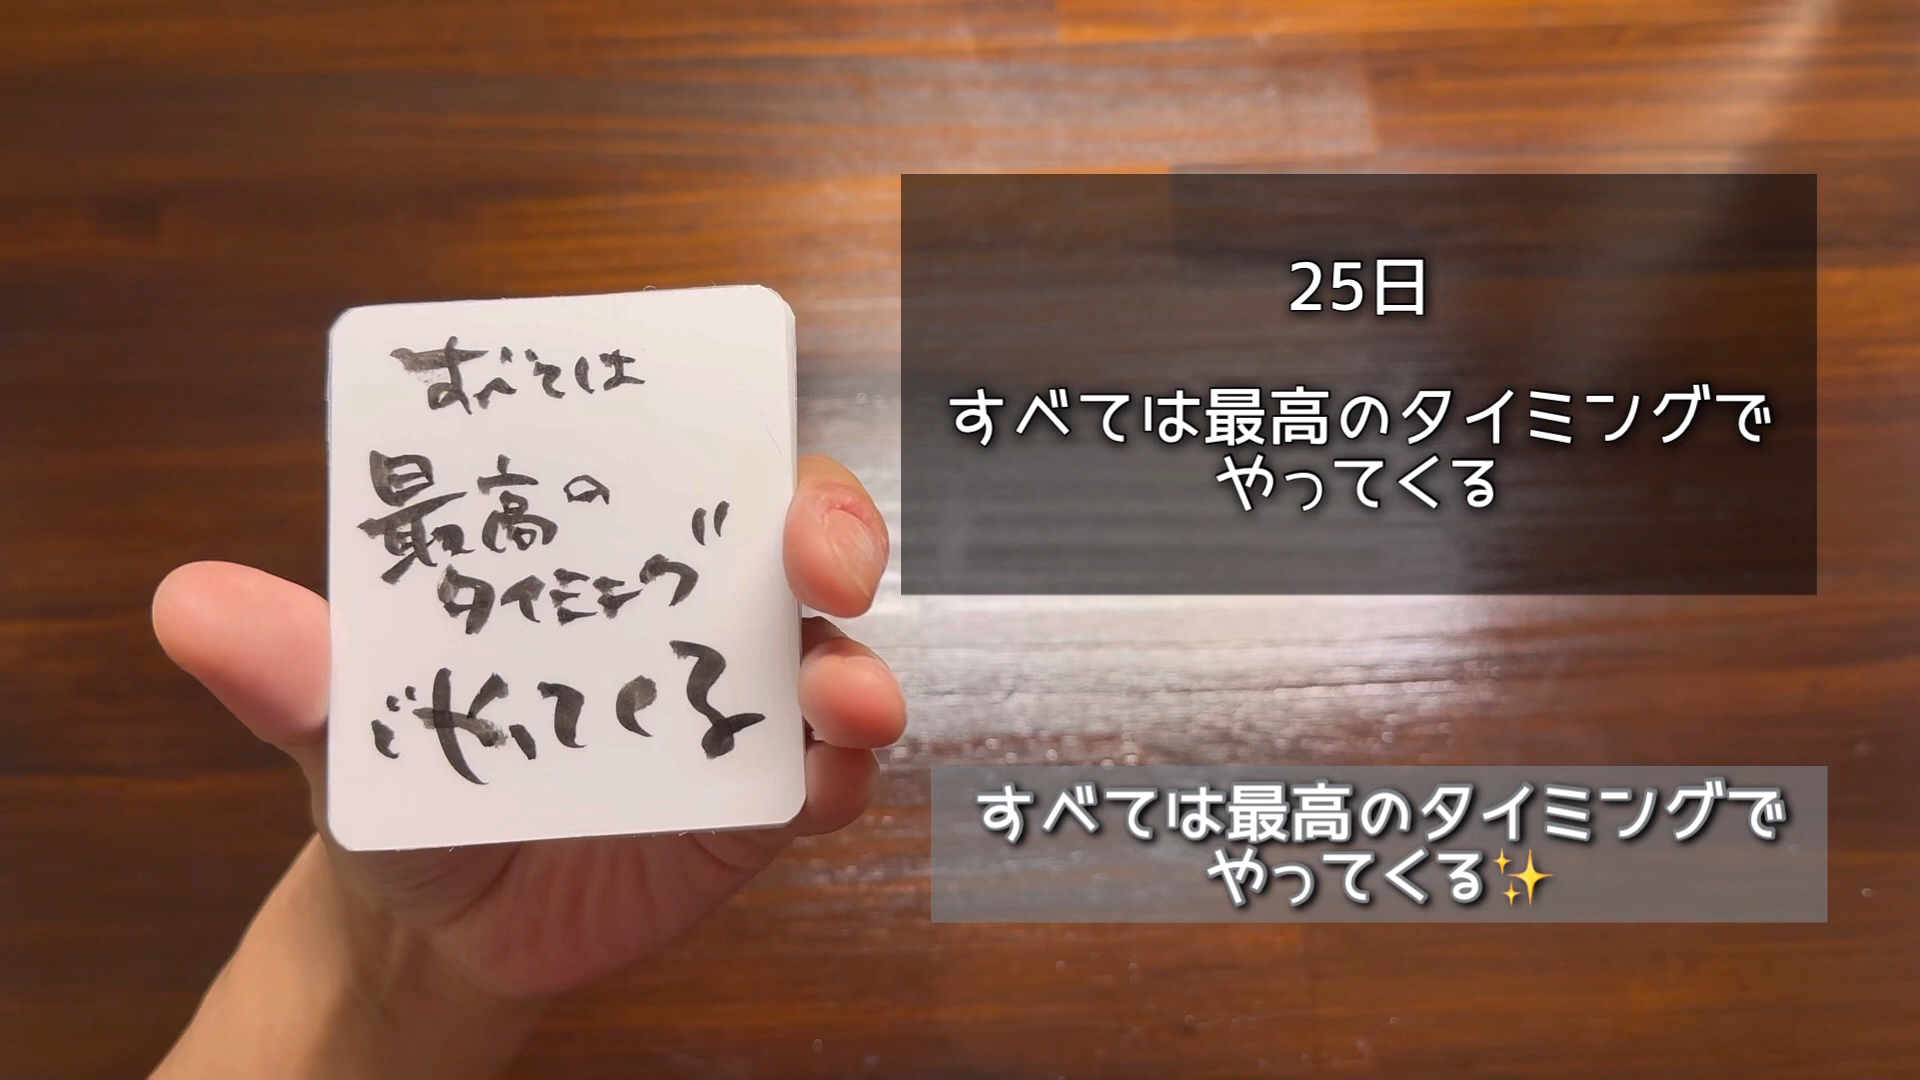 すべては
最高の
タイミング
でやってくる
25日
すべては最高のタイミングで
やってくる
すべては最高のタイミングで
やってくる✨